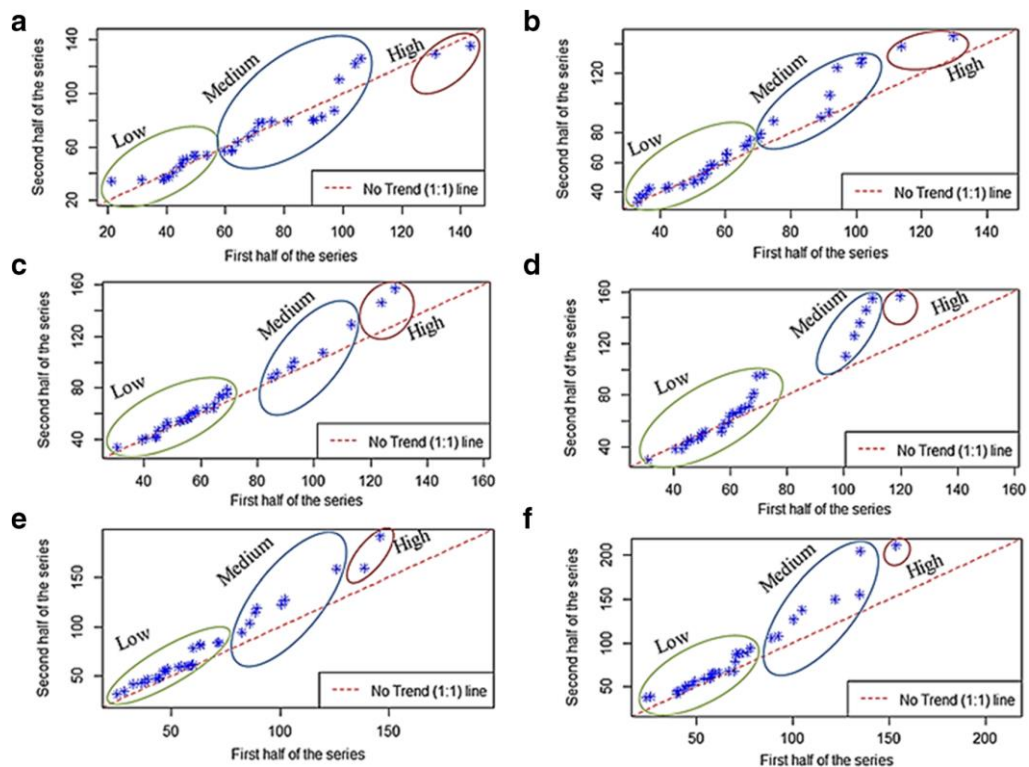 a
Second half of the series
140
100
60
20
Low
Medium
High
No Trend (1:1) line
20 40 60 80 100 120 140
First half of the series
b
Second half of the series
120
80
60
40
Low
Medium
High
No Trend (1:1) line
40 60 80 100 120 140
First half of the series
c
Second half of the series
160
120
80
40
Low
Medium
High
No Trend (1:1) line
40 60 80 100 120 140 160
First half of the series
d
Second half of the series
160
120
80
40
Low
Medium
High
No Trend (1:1) line
40 60 80 100 120 140 160
First half of the series
e
Second half of the series
150
100
50
Low
Medium
High
No Trend (1:1) line
50 100 150
First half of the series
f
Second half of the series
200
150
100
50
Low
Medium
High
No Trend (1:1) line
50 100 150 200
First half of the series